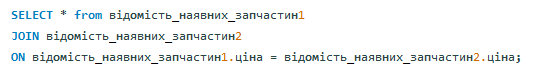 SELECT * from відомість_наявних_запчастин1
JOIN відомість_наявних_запчастин2
ON відомість_наявних_запчастин1.ціна = відомість_наявних_запчастин2.ціна;